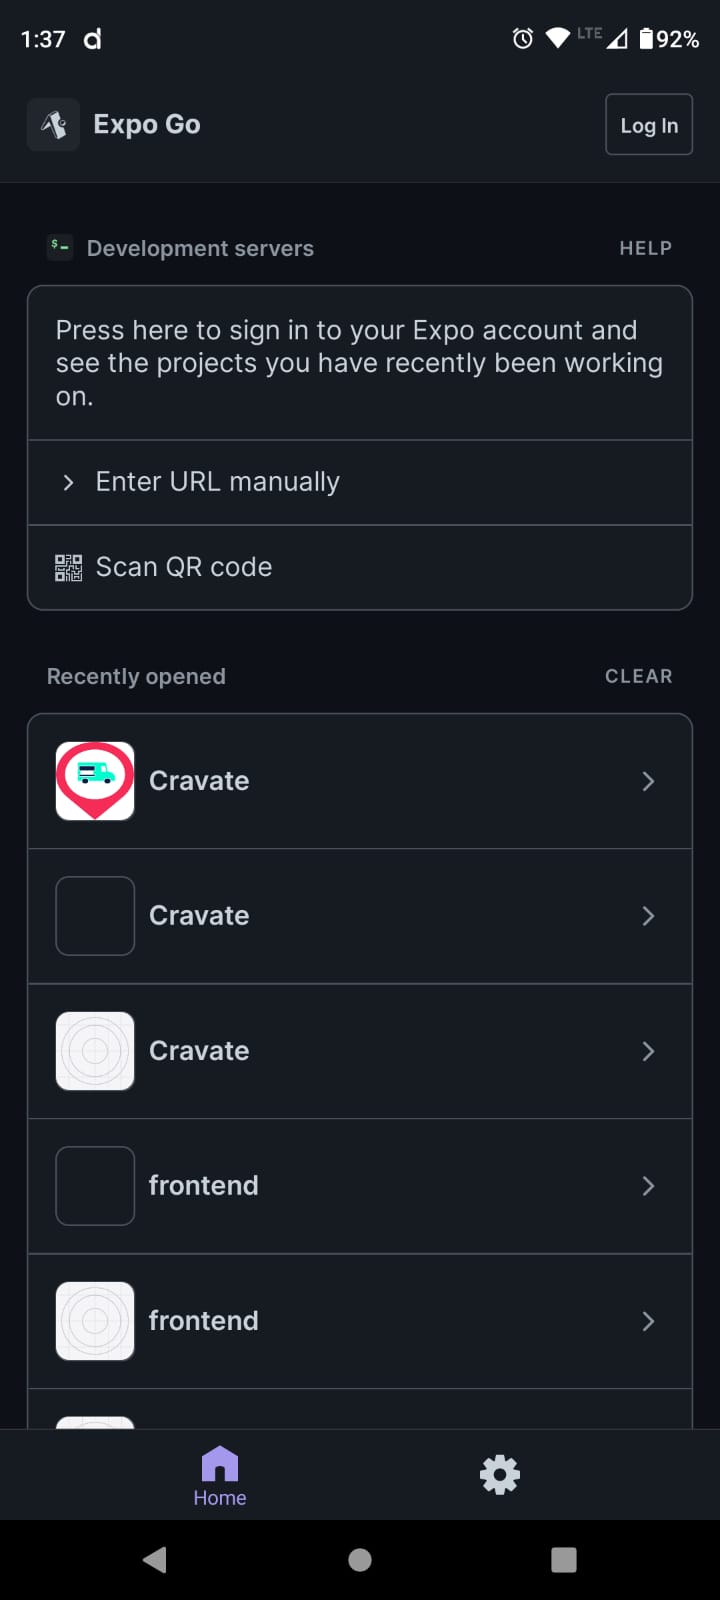 1:37
LTE
92%
Expo Go
Log In
$
Development servers
HELP
Press here to sign in to your Expo account and
see the projects you have recently been working
on.
Enter URL manually
Scan QR code
Recently opened
CLEAR
Cravate
Cravate
Cravate
frontend
frontend
Home